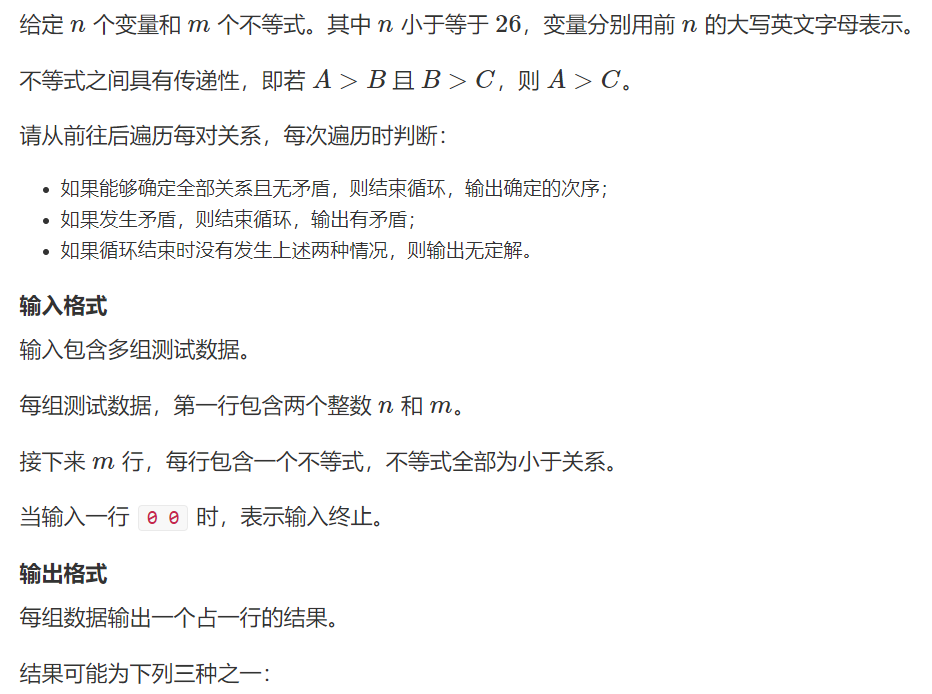 给定 n 个变量和 m 个不等式。其中 n 小于等于 26，变量分别用前 n 的大写英文字母表示。
不等式之间具有传递性，即若 A > B 且 B > C，则 A > C。
请从前往后遍历每对关系，每次遍历时判断：
• 如果能够确定全部关系且无矛盾，则结束循环，输出确定的次序；
• 如果发生矛盾，则结束循环，输出有矛盾；
• 如果循环结束时没有发生上述两种情况，则输出无定解。
输入格式
输入包含多组测试数据。
每组测试数据，第一行包含两个整数 n 和 m。
接下来 m 行，每行包含一个不等式，不等式全部为小于关系。
当输入一行 0 0 时，表示输入终止。
输出格式
每组数据输出一个占一行的结果。
结果可能为下列三种之一：